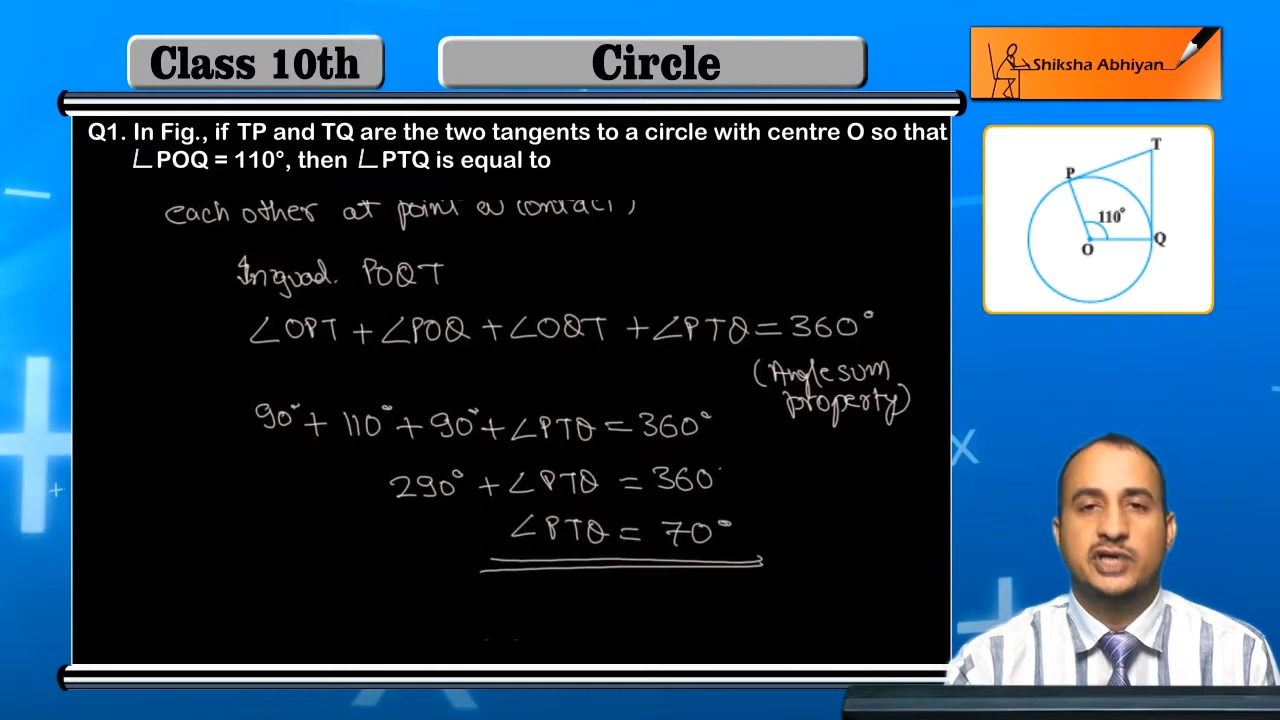 Class 10th
Circle
Shiksha Abhiyan
Q1. In Fig., if TP and TQ are the two tangents to a circle with centre O so that
∠POQ = 110°, then ∠PTQ is equal to
each other at point of contact)
In quad. POQT
∠OPT + ∠POQ + ∠OQT + ∠PTQ = 360°
(Angle sum
property)
90° + 110° + 90° + ∠PTQ = 360°
290° + ∠PTQ = 360°
∠PTQ = 70°
T
P
110°
O
Q